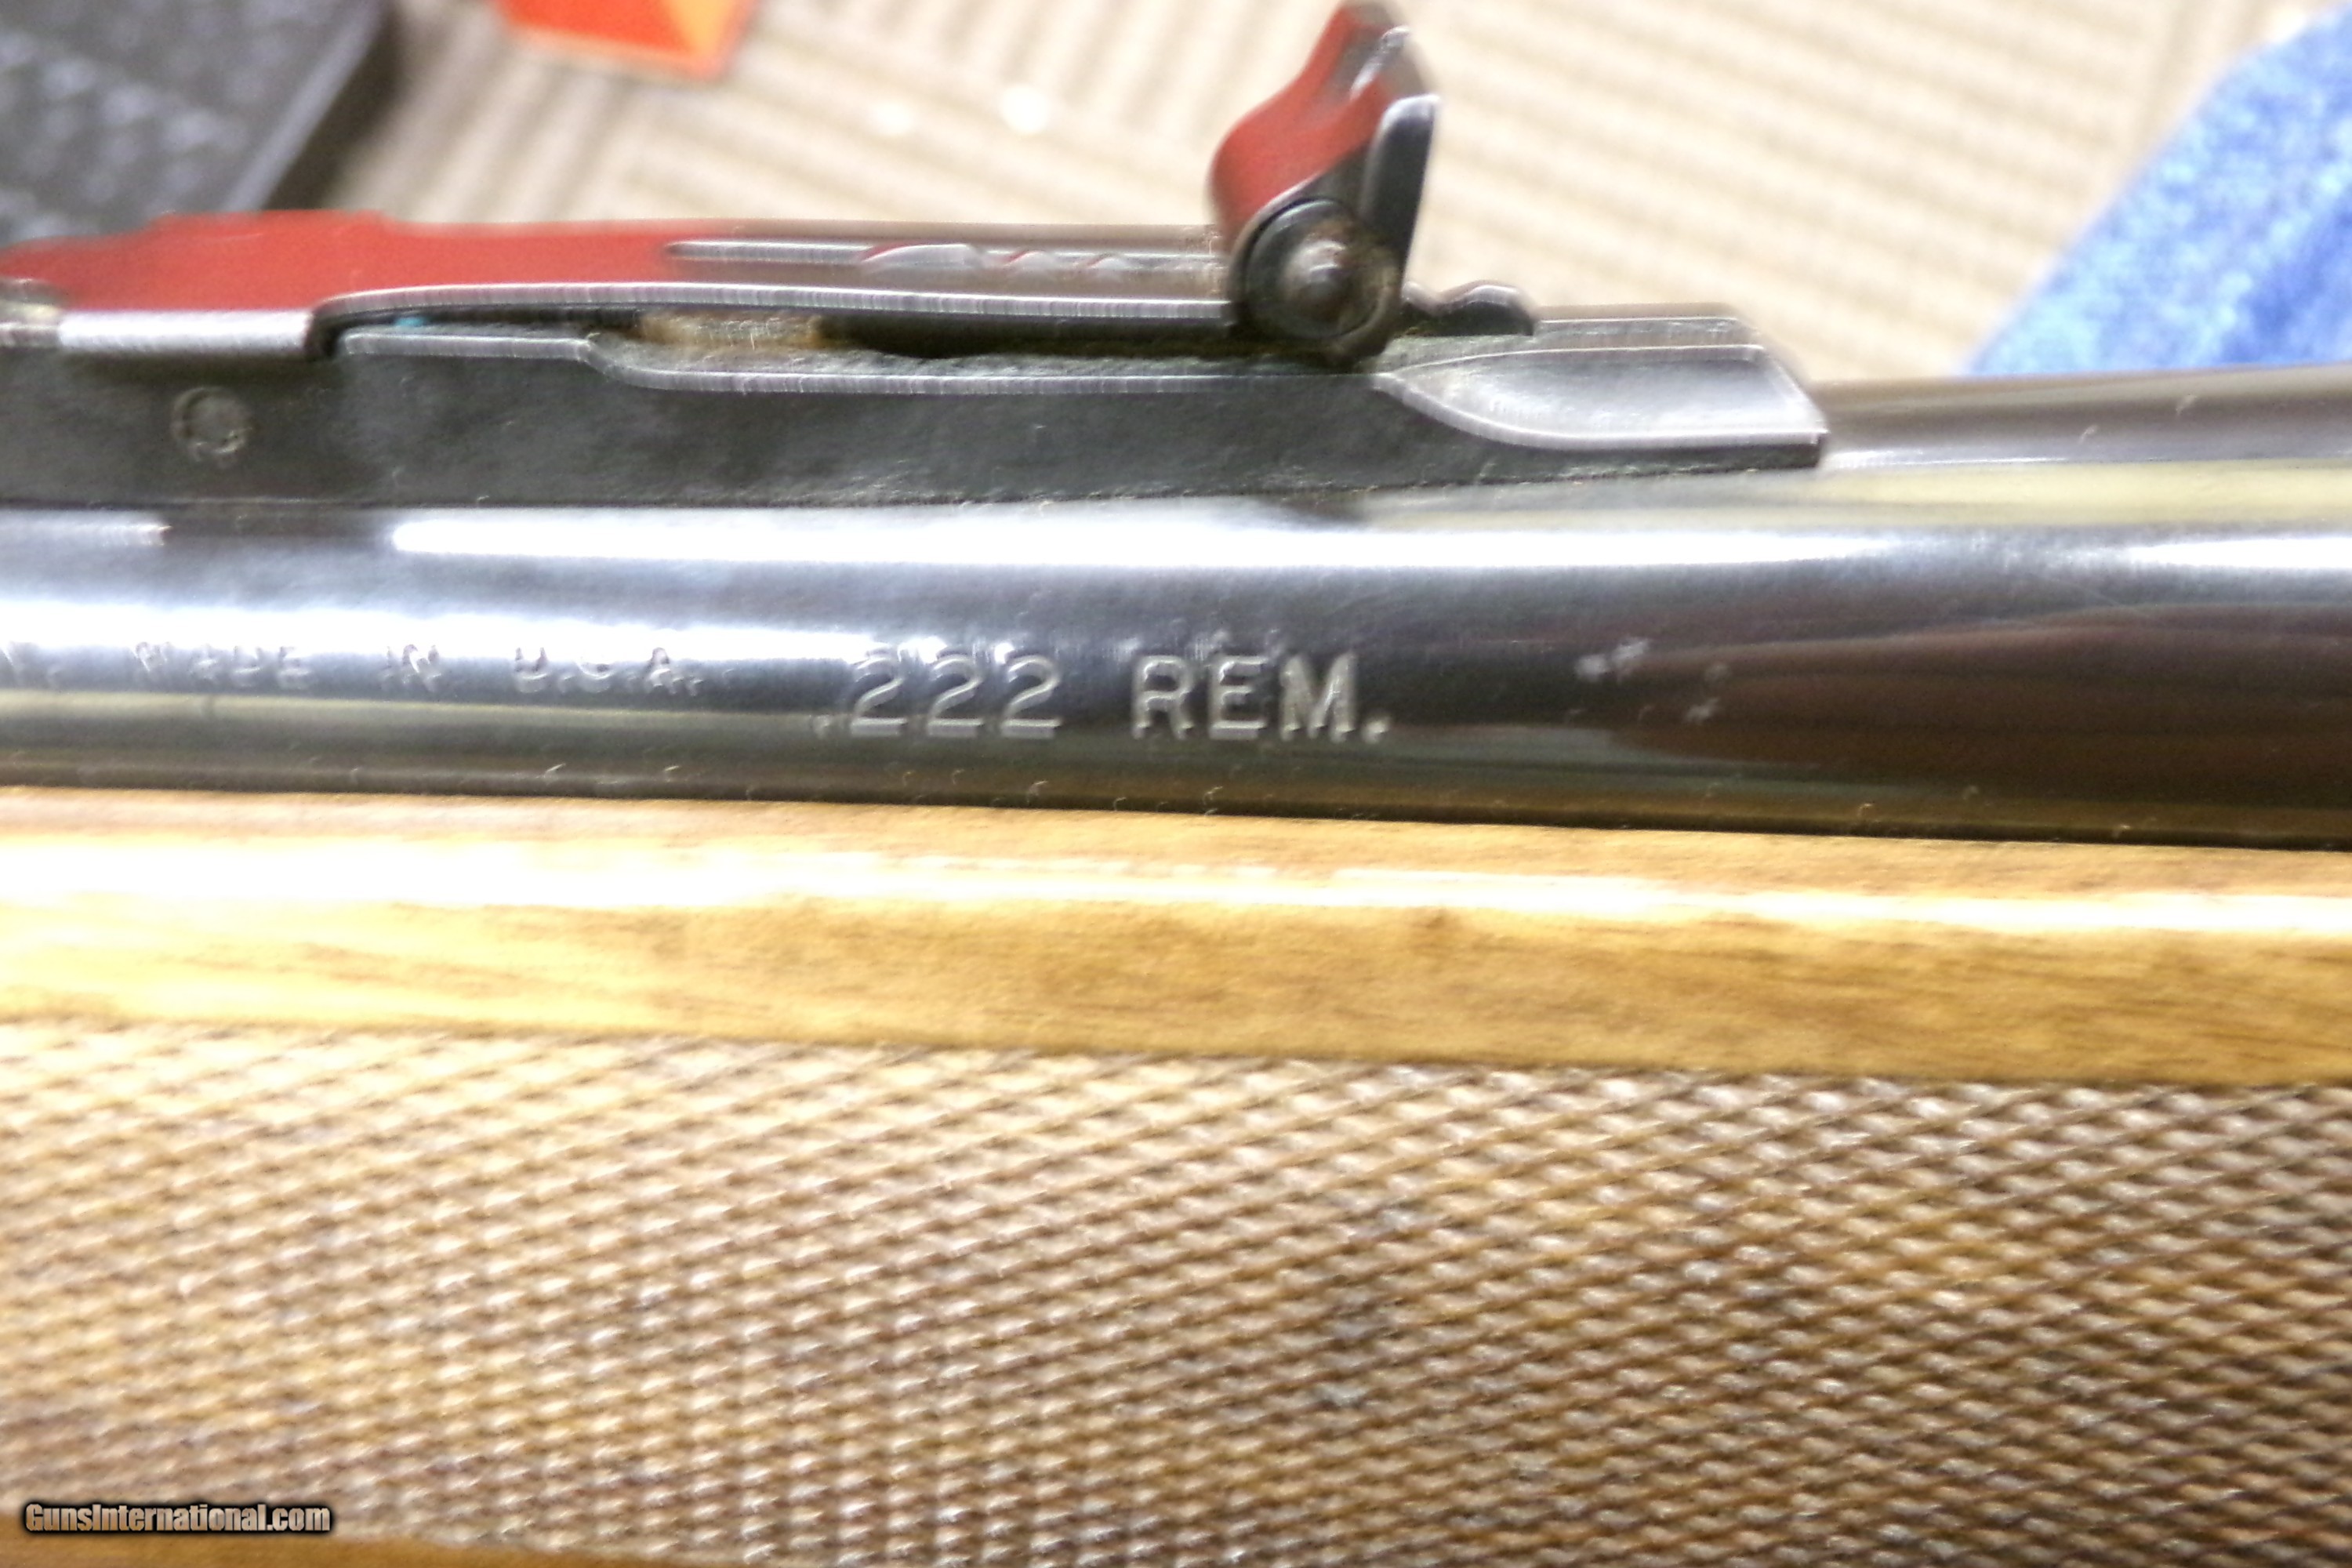 MADE IN U.S.A. .222 REM.
GunsInternational.com